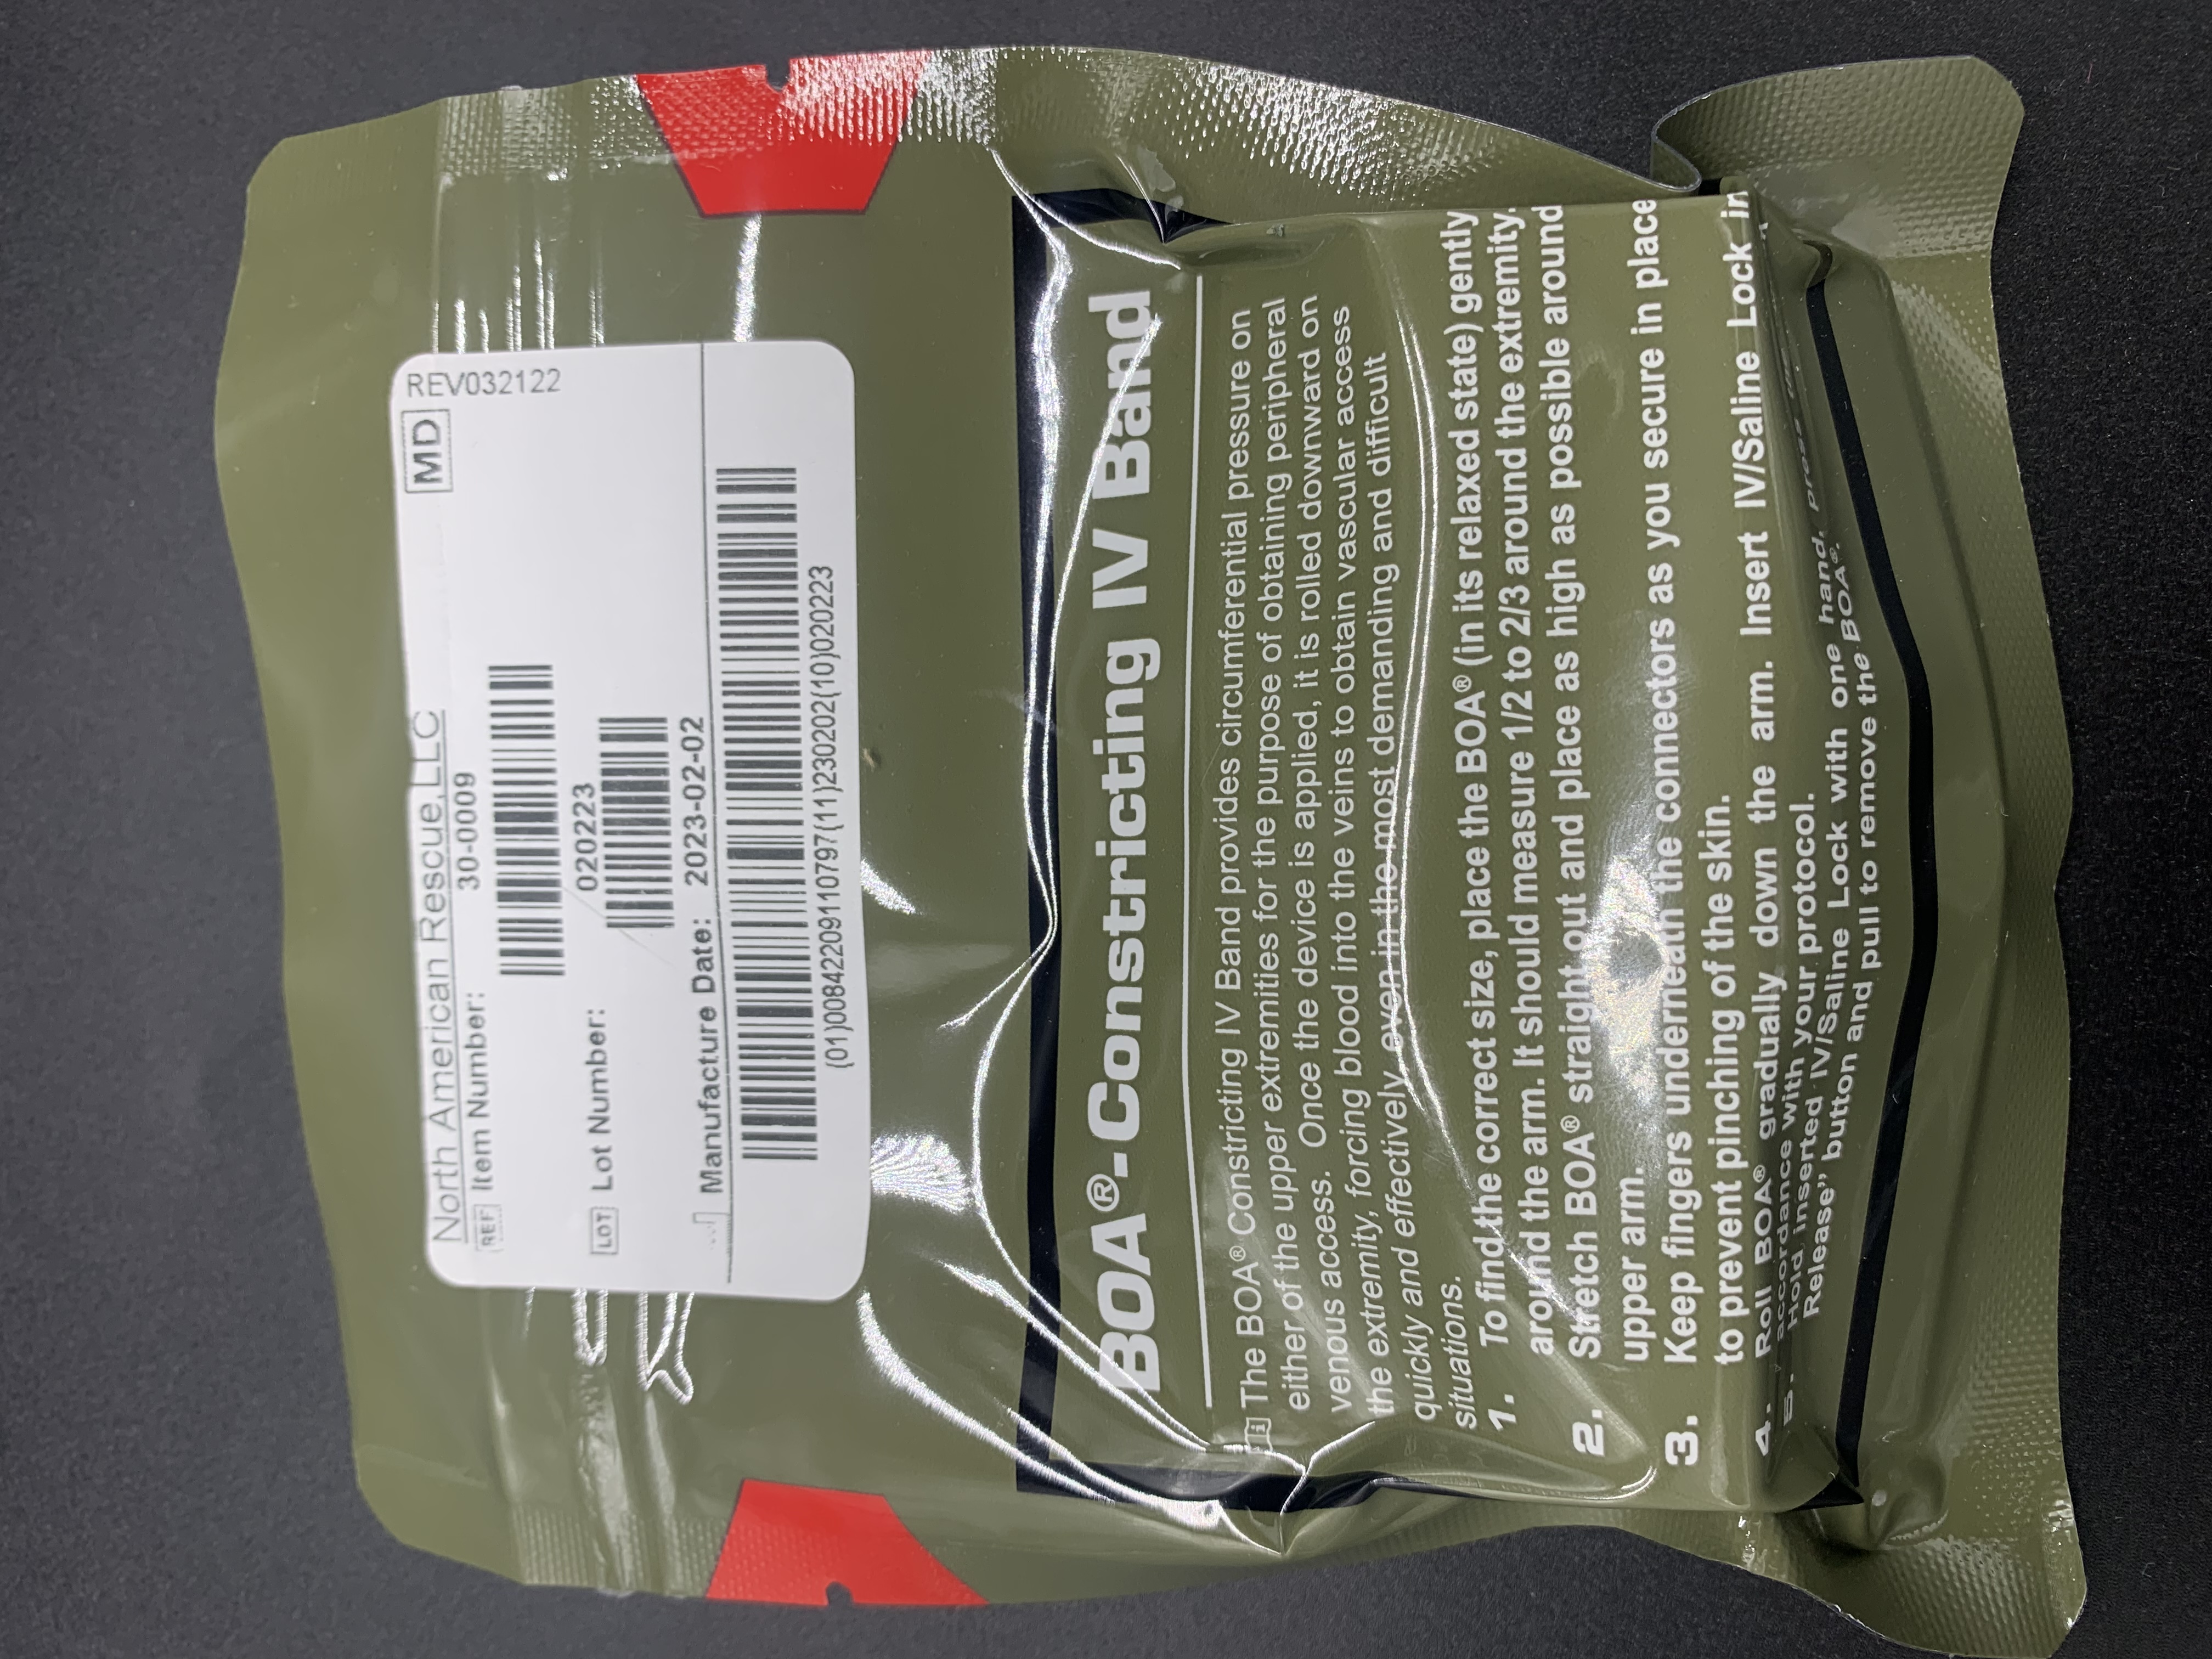 North American Rescue, LLC
MD
REV032122
REF Item Number: 30-0009
LOT Lot Number: 020223
Manufacture Date: 2023-02-02
(01)00842209110797(11)230202(10)020223
BOA®-Constricting IV Band
The BOA® Constricting IV Band provides circumferential pressure on
either of the upper extremities for the purpose of obtaining peripheral
venous access. Once the device is applied, it is rolled downward on
the extremity, forcing blood into the veins to obtain vascular access
quickly and effectively even in the most demanding and difficult
situations.
1. To find the correct size, place the BOA® (in its relaxed state) gently
around the arm. It should measure 1/2 to 2/3 around the extremity.
2. Stretch BOA® straight out and place as high as possible around
upper arm.
3. Keep fingers underneath the connectors as you secure in place
to prevent pinching of the skin.
4. Roll BOA® gradually down the arm. Insert IV/Saline Lock in
accordance with your protocol.
5. Hold inserted IV/Saline Lock with one hand. Press
Release" button and pull to remove the BOA®.